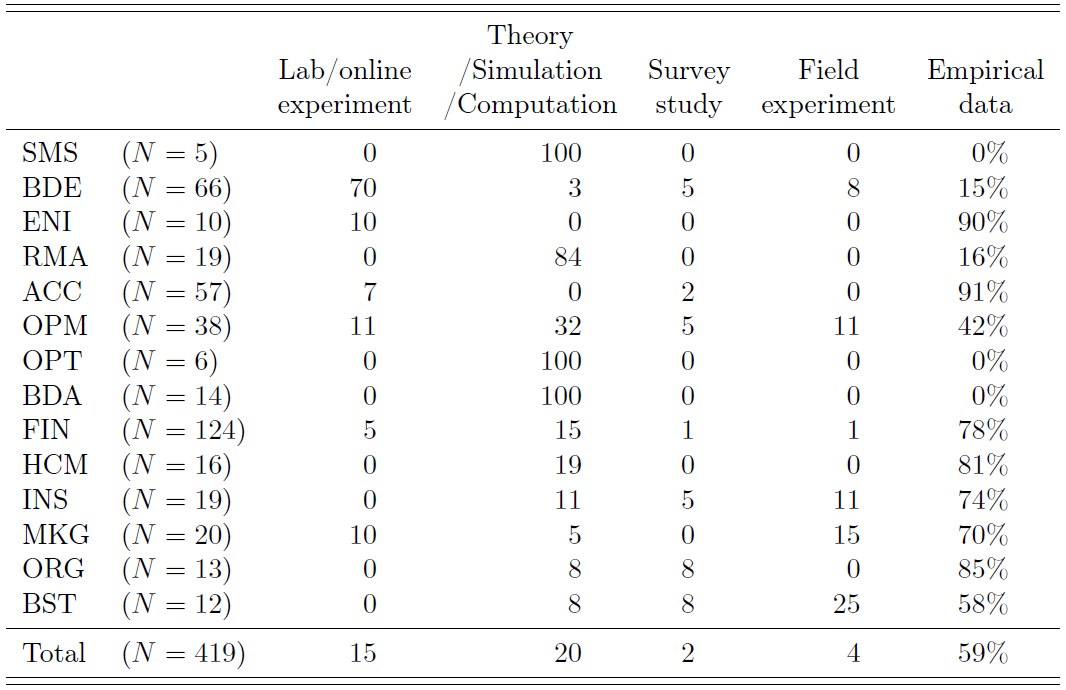 Theory
Lab/online /Simulation Survey Field Empirical
experiment /Computation study experiment data
SMS (N = 5) 0 100 0 0 0%
BDE (N = 66) 70 3 5 8 15%
ENI (N = 10) 10 0 0 0 90%
RMA (N = 19) 0 84 0 0 16%
ACC (N = 57) 7 0 2 0 91%
OPM (N = 38) 11 32 5 11 42%
OPT (N = 6) 0 100 0 0 0%
BDA (N = 14) 0 100 0 0 0%
FIN (N = 124) 5 15 1 1 78%
HCM (N = 16) 0 19 0 0 81%
INS (N = 19) 0 11 5 11 74%
MKG (N = 20) 10 5 0 15 70%
ORG (N = 13) 0 8 8 0 85%
BST (N = 12) 0 8 8 25 58%
Total (N = 419) 15 20 2 4 59%